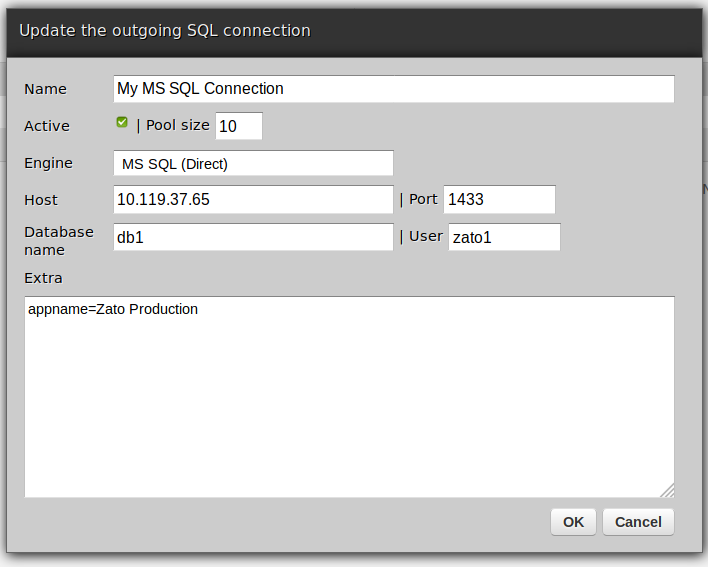 Update the outgoing SQL connection
Name My MS SQL Connection
Active | Pool size 10
Engine MS SQL (Direct)
Host 10.119.37.65 | Port 1433
Database name db1 | User zato1
Extra
appname=Zato Production
OK Cancel